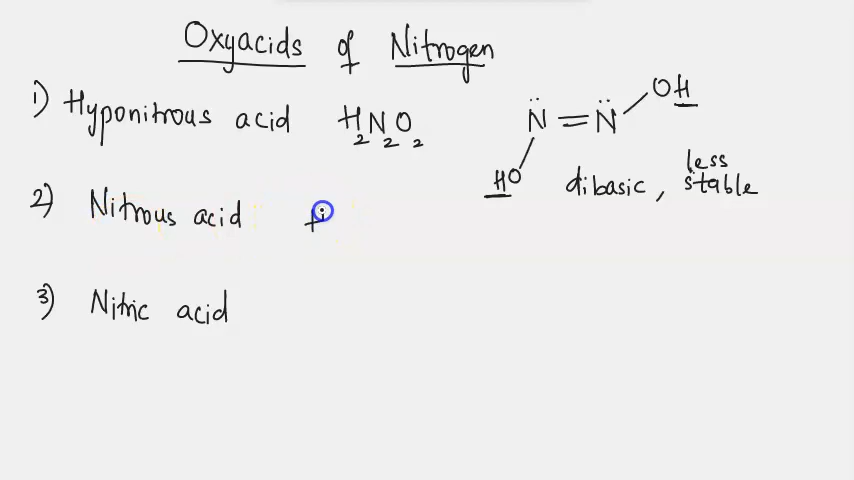 Oxyacids of Nitrogen
1) Hyponitrous acid H2N2O2
N = N OH
HO
dibasic, less stable
2) Nitrous acid
3) Nitric acid